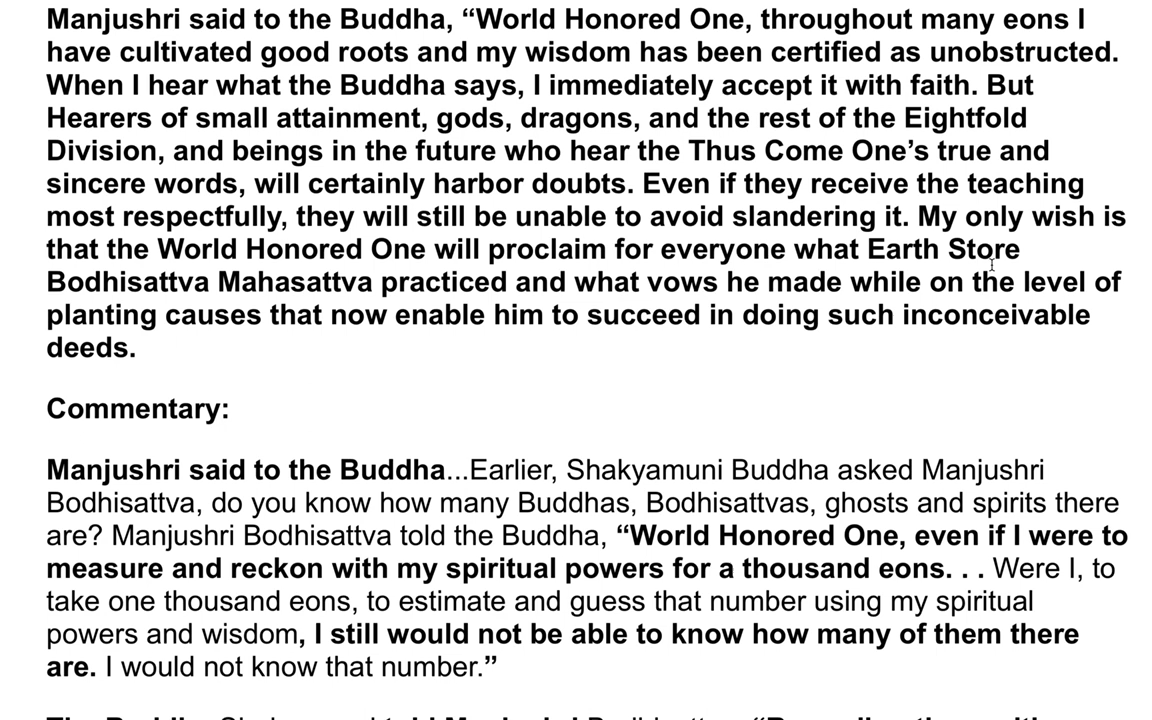 Manjushri said to the Buddha, “World Honored One, throughout many eons I
have cultivated good roots and my wisdom has been certified as unobstructed.
When I hear what the Buddha says, I immediately accept it with faith. But
Hearers of small attainment, gods, dragons, and the rest of the Eightfold
Division, and beings in the future who hear the Thus Come One’s true and
sincere words, will certainly harbor doubts. Even if they receive the teaching
most respectfully, they will still be unable to avoid slandering it. My only wish is
that the World Honored One will proclaim for everyone what Earth Store
Bodhisattva Mahasattva practiced and what vows he made while on the level of
planting causes that now enable him to succeed in doing such inconceivable
deeds.
Commentary:
Manjushri said to the Buddha...Earlier, Shakyamuni Buddha asked Manjushri
Bodhisattva, do you know how many Buddhas, Bodhisattvas, ghosts and spirits there
are? Manjushri Bodhisattva told the Buddha, “World Honored One, even if I were to
measure and reckon with my spiritual powers for a thousand eons. . . Were I, to
take one thousand eons, to estimate and guess that number using my spiritual
powers and wisdom, I still would not be able to know how many of them there
are. I would not know that number.”